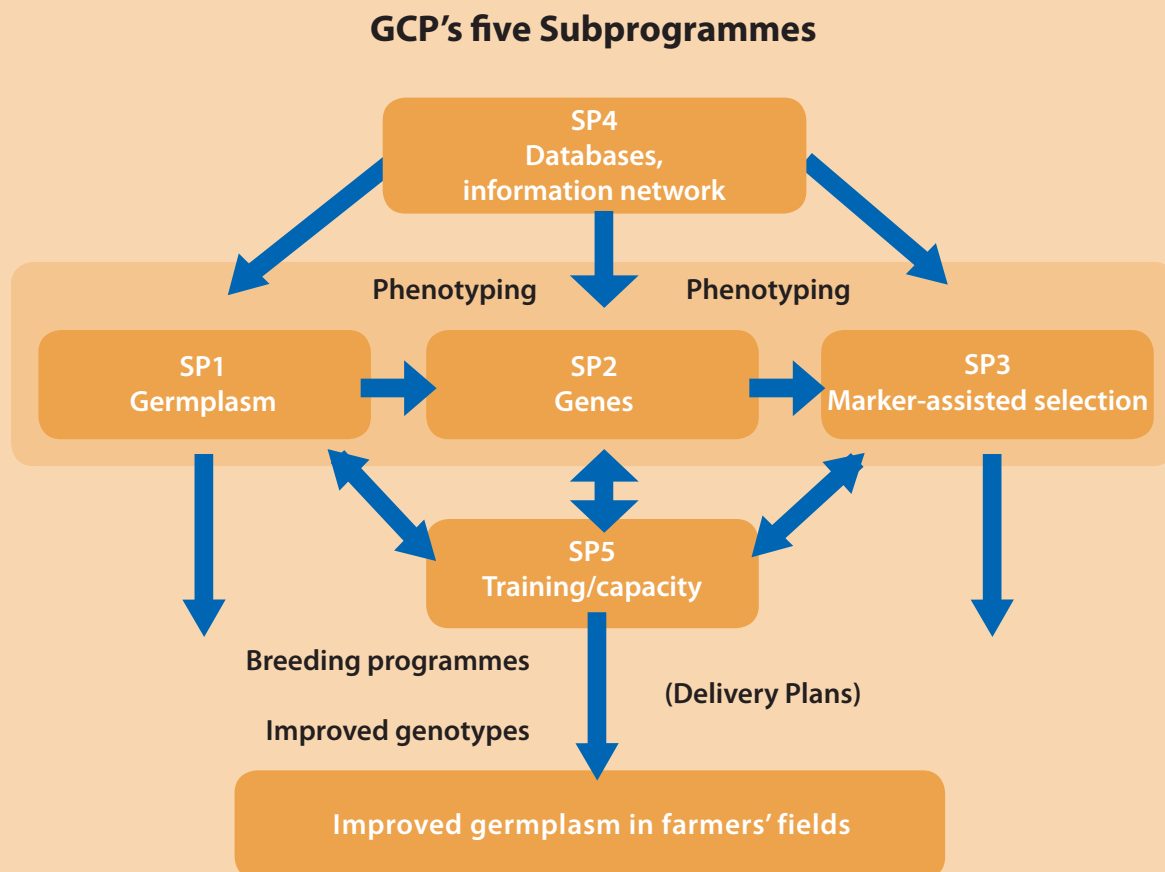 GCP's five Subprogrammes
SP4
Databases,
information network
Phenotyping
Phenotyping
SP1
Germplasm
SP2
Genes
SP3
Marker-assisted selection
SP5
Training/capacity
Breeding programmes
(Delivery Plans)
Improved genotypes
Improved germplasm in farmers' fields